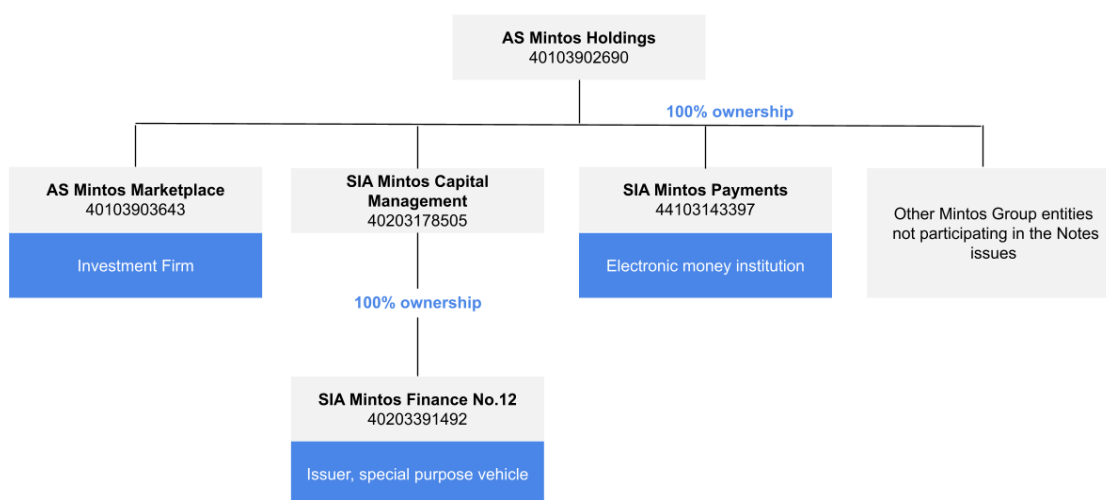 AS Mintos Holdings
40103902690
100% ownership
AS Mintos Marketplace
40103903643
Investment Firm
SIA Mintos Capital
Management
40203178505
SIA Mintos Payments
44103143397
Electronic money institution
Other Mintos Group entities
not participating in the Notes
issues
100% ownership
SIA Mintos Finance No.12
40203391492
Issuer, special purpose vehicle